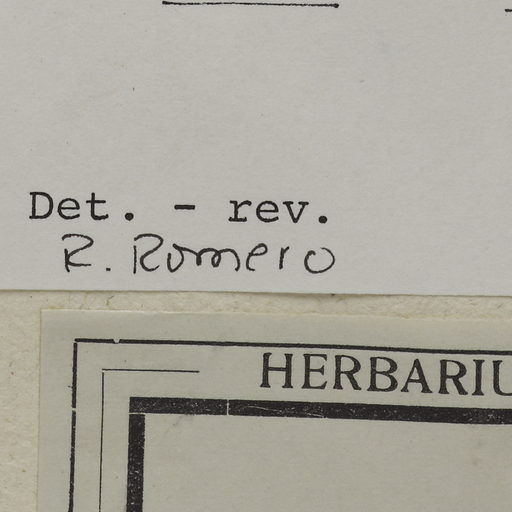 Det. - rev.
R. Romero
HERBARIU